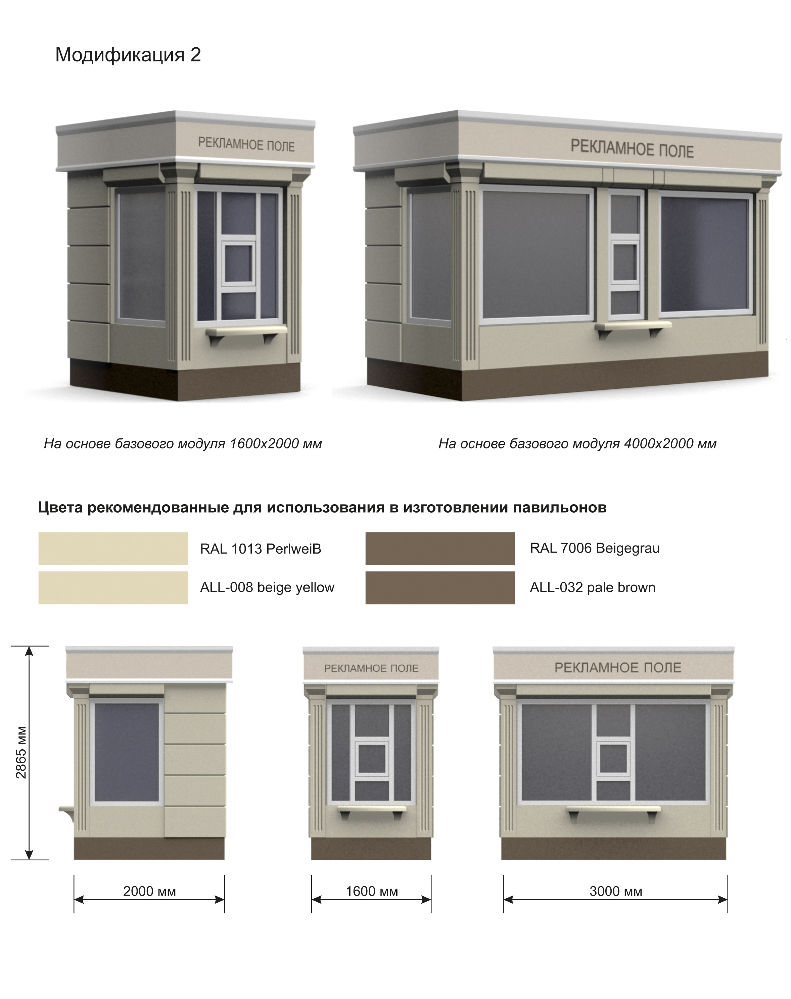 Модификация 2
РЕКЛАМНОЕ ПОЛЕ
РЕКЛАМНОЕ ПОЛЕ
На основе базового модуля 1600х2000 мм
На основе базового модуля 4000х2000 мм
Цвета рекомендованные для использования в изготовлении павильонов
RAL 1013 PerlweiB
RAL 7006 Beigegrau
ALL-008 beige yellow
ALL-032 pale brown
РЕКЛАМНОЕ ПОЛЕ
РЕКЛАМНОЕ ПОЛЕ
2865 мм
2000 мм
1600 мм
3000 мм